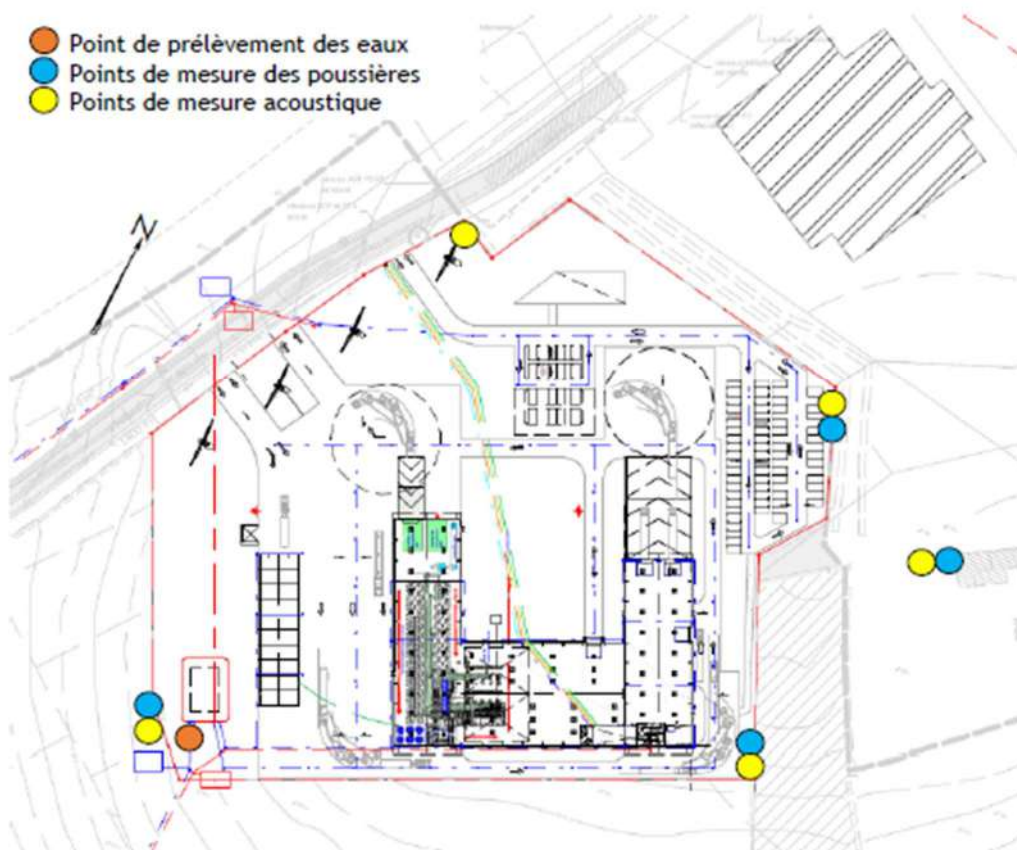 Point de prélèvement des eaux
Points de mesure des poussières
Points de mesure acoustique
N